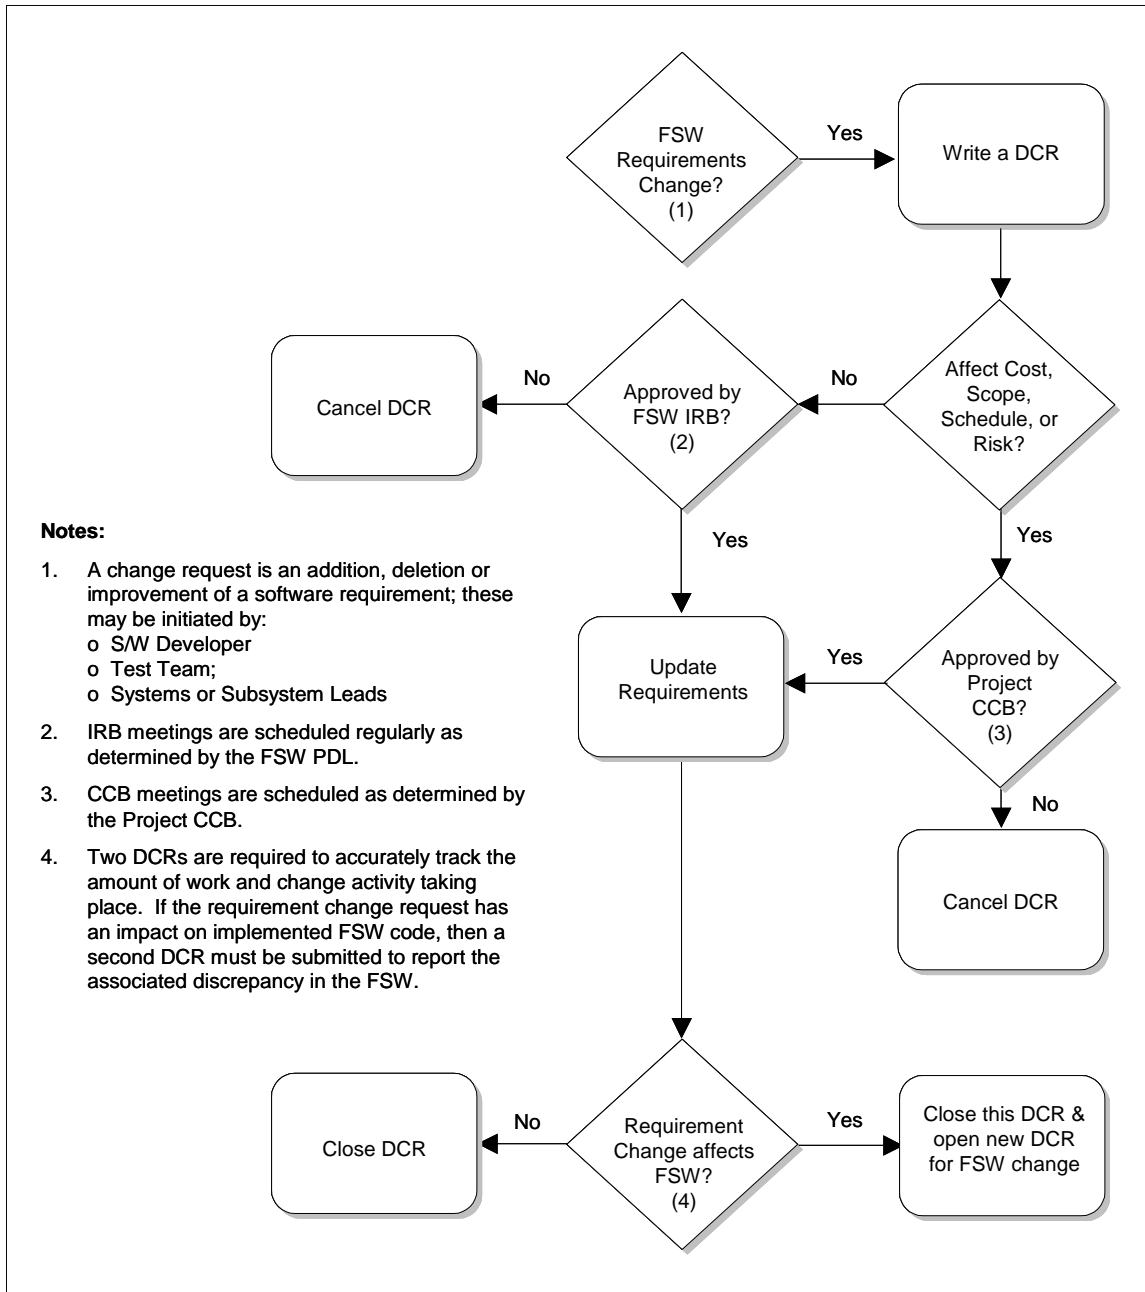 FSW
Requirements
Change?
(1)
Yes
Write a DCR
Affect Cost,
Scope,
Schedule, or
Risk?
No
Approved by
FSW IRB?
(2)
No
Cancel DCR
Yes
Yes
Approved by
Project
CCB?
(3)
Yes
Update
Requirements
No
Cancel DCR
Notes:
1. A change request is an addition, deletion or
improvement of a software requirement; these
may be initiated by:
o S/W Developer
o Test Team;
o Systems or Subsystem Leads
2. IRB meetings are scheduled regularly as
determined by the FSW PDL.
3. CCB meetings are scheduled as determined by
the Project CCB.
4. Two DCRs are required to accurately track the
amount of work and change activity taking
place. If the requirement change request has
an impact on implemented FSW code, then a
second DCR must be submitted to report the
associated discrepancy in the FSW.
Requirement
Change affects
FSW?
(4)
No
Close DCR
Yes
Close this DCR &
open new DCR
for FSW change